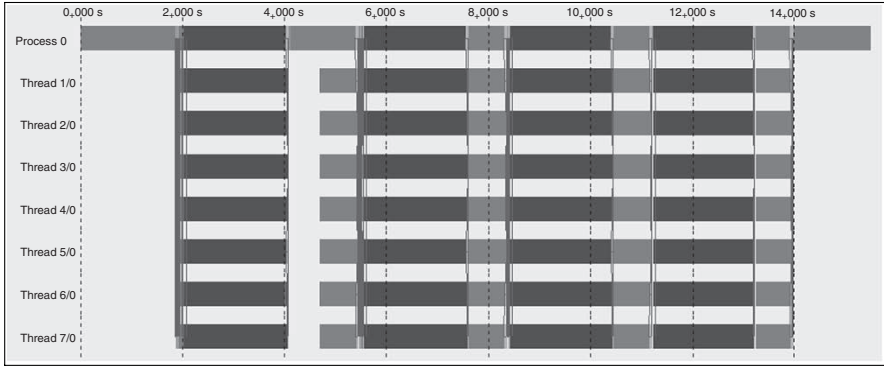 0,000 s 2,000 s 4,000 s 6,000 s 8,000 s 10,000 s 12,000 s 14,000 s
Process 0
Thread 1/0
Thread 2/0
Thread 3/0
Thread 4/0
Thread 5/0
Thread 6/0
Thread 7/0